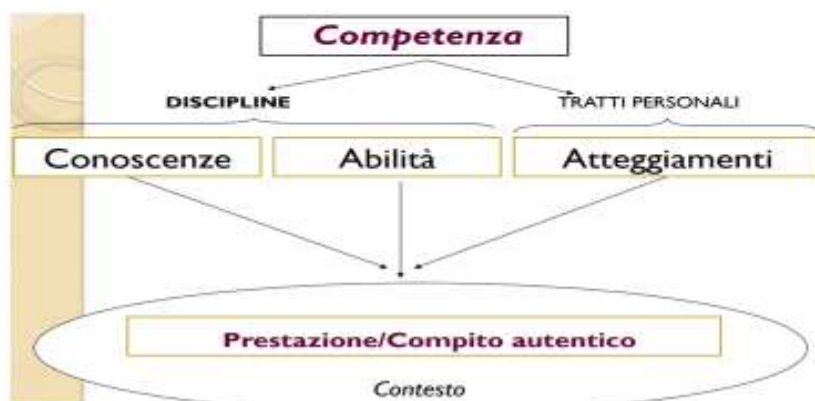 Competenza
DISCIPLINE
TRATTI PERSONALI
Conoscenze
Abilità
Atteggiamenti
Prestazione/Compito autentico
Contesto